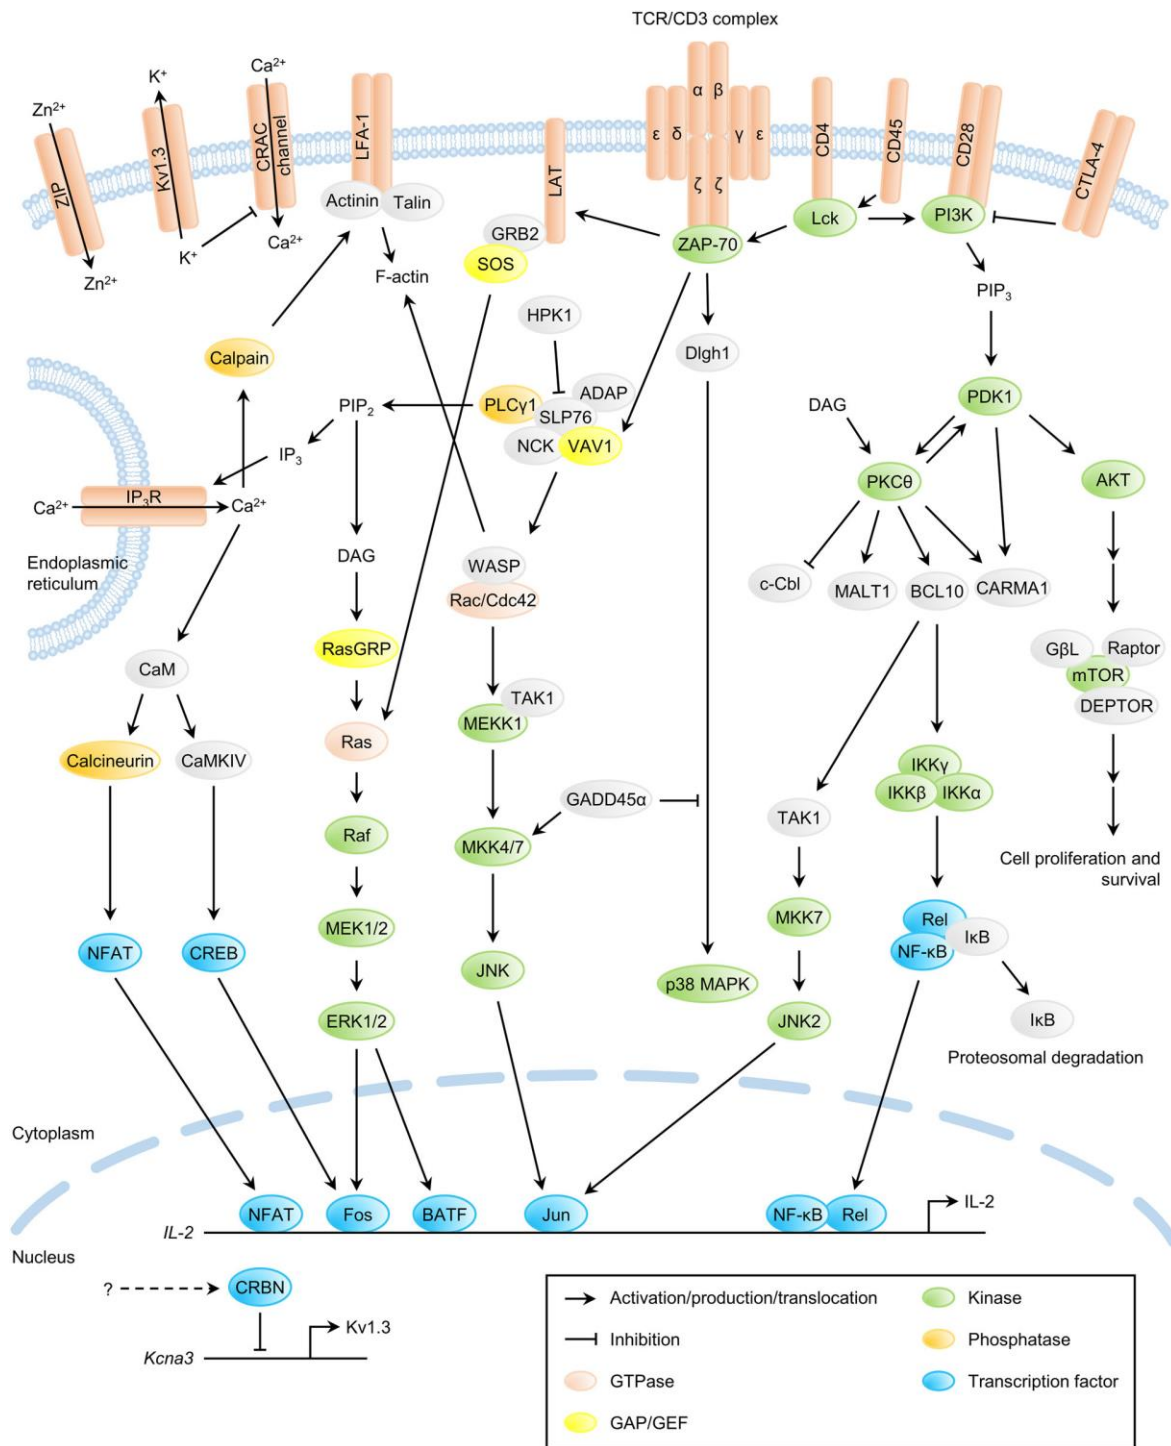 TCR/CD3 complex
Zn²⁺
K⁺
Ca²⁺
ZIP
Kv1.3
CRAC
channel
LFA-1
LAT
ε
δ
α
β
γ
ε
ζ
ζ
CD4
CD45
CD28
CTLA-4
Zn²⁺
K⁺
Ca²⁺
Actinin
Talin
F-actin
GRB2
SOS
ZAP-70
Lck
PI3K
PIP₃
HPK1
Dlgh1
Calpain
PIP₂
PLCγ1
ADAP
SLP76
NCK
VAV1
DAG
PDK1
PKCθ
AKT
IP₃
IP₃R
Ca²⁺
Ca²⁺
Endoplasmic
reticulum
DAG
WASP
Rac/Cdc42
c-Cbl
MALT1
BCL10
CARMA1
CaM
RasGRP
GβL
Raptor
mTOR
DEPTOR
TAK1
MEKK1
Ras
Calcineurin
CaMKIV
IKKγ
IKKβ
IKKα
GADD45α
TAK1
Raf
MKK4/7
Cell proliferation and
survival
MEK1/2
MKK7
Rel
NF-κB
IκB
NFAT
CREB
JNK
p38 MAPK
ERK1/2
JNK2
IκB
Proteosomal degradation
Cytoplasm
NFAT
Fos
BATF
Jun
NF-κB
Rel
IL-2
IL-2
Nucleus
?
CRBN
Kv1.3
Kcna3
Activation/production/translocation
Inhibition
GTPase
GAP/GEF
Kinase
Phosphatase
Transcription factor